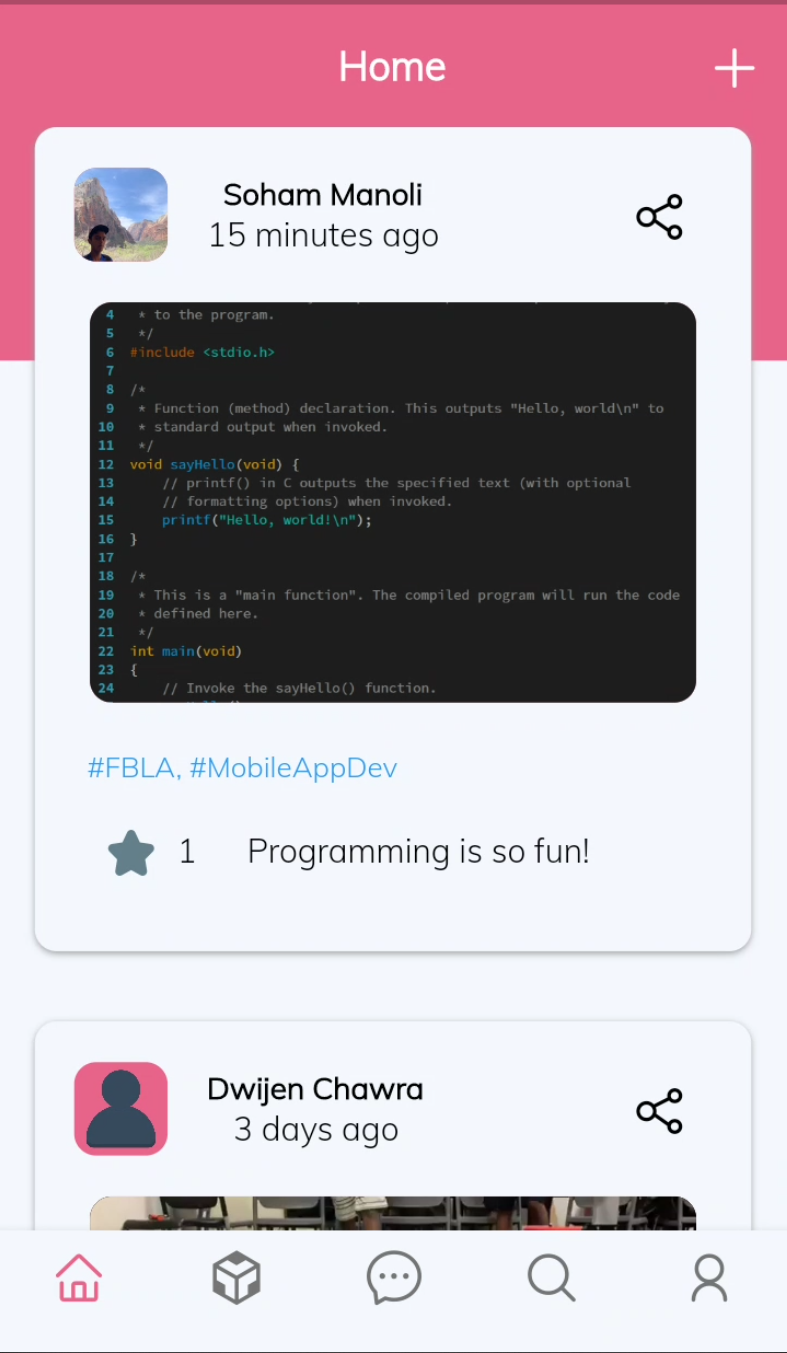 Home
Soham Manoli
15 minutes ago
4 * to the program.
5 */
6 #include <stdio.h>
7
8 /*
9 * Function (method) declaration. This outputs "Hello, world\n" to
10 * standard output when invoked.
11 */
12 void sayHello(void) {
13 // printf() in C outputs the specified text (with optional
14 // formatting options) when invoked.
15 printf("Hello, world!\n");
16 }
17
18 /*
19 * This is a "main function". The compiled program will run the code
20 * defined here.
21 */
22 int main(void)
23 {
24 // Invoke the sayHello() function.
#FBLA, #MobileAppDev
1 Programming is so fun!
Dwijen Chawra
3 days ago